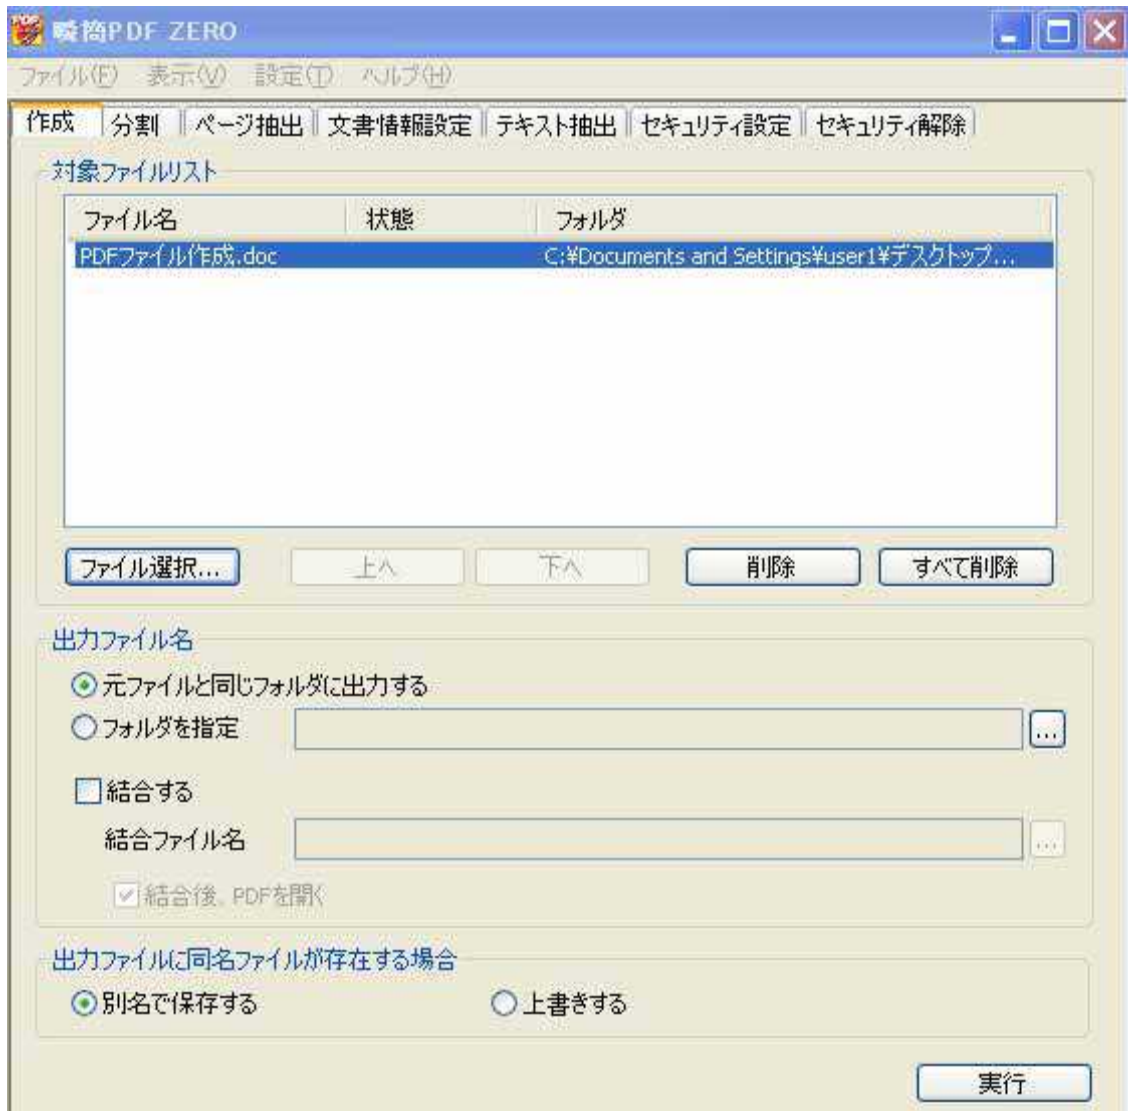 瞬簡PDF ZERO
ファイル(F) 表示(V) 設定(T) ヘルプ(H)
作成 分割 ページ抽出 文書情報設定 テキスト抽出 セキュリティ設定 セキュリティ解除
対象ファイルリスト
ファイル名 状態 フォルダ
PDFファイル作成.doc C:¥Documents and Settings¥user1¥デスクトップ...
ファイル選択... 上へ 下へ 削除 すべて削除
出力ファイル名
元ファイルと同じフォルダに出力する
フォルダを指定 ...
結合する
結合ファイル名 ...
結合後、PDFを開く
出力ファイルに同名ファイルが存在する場合
別名で保存する 上書きする
実行